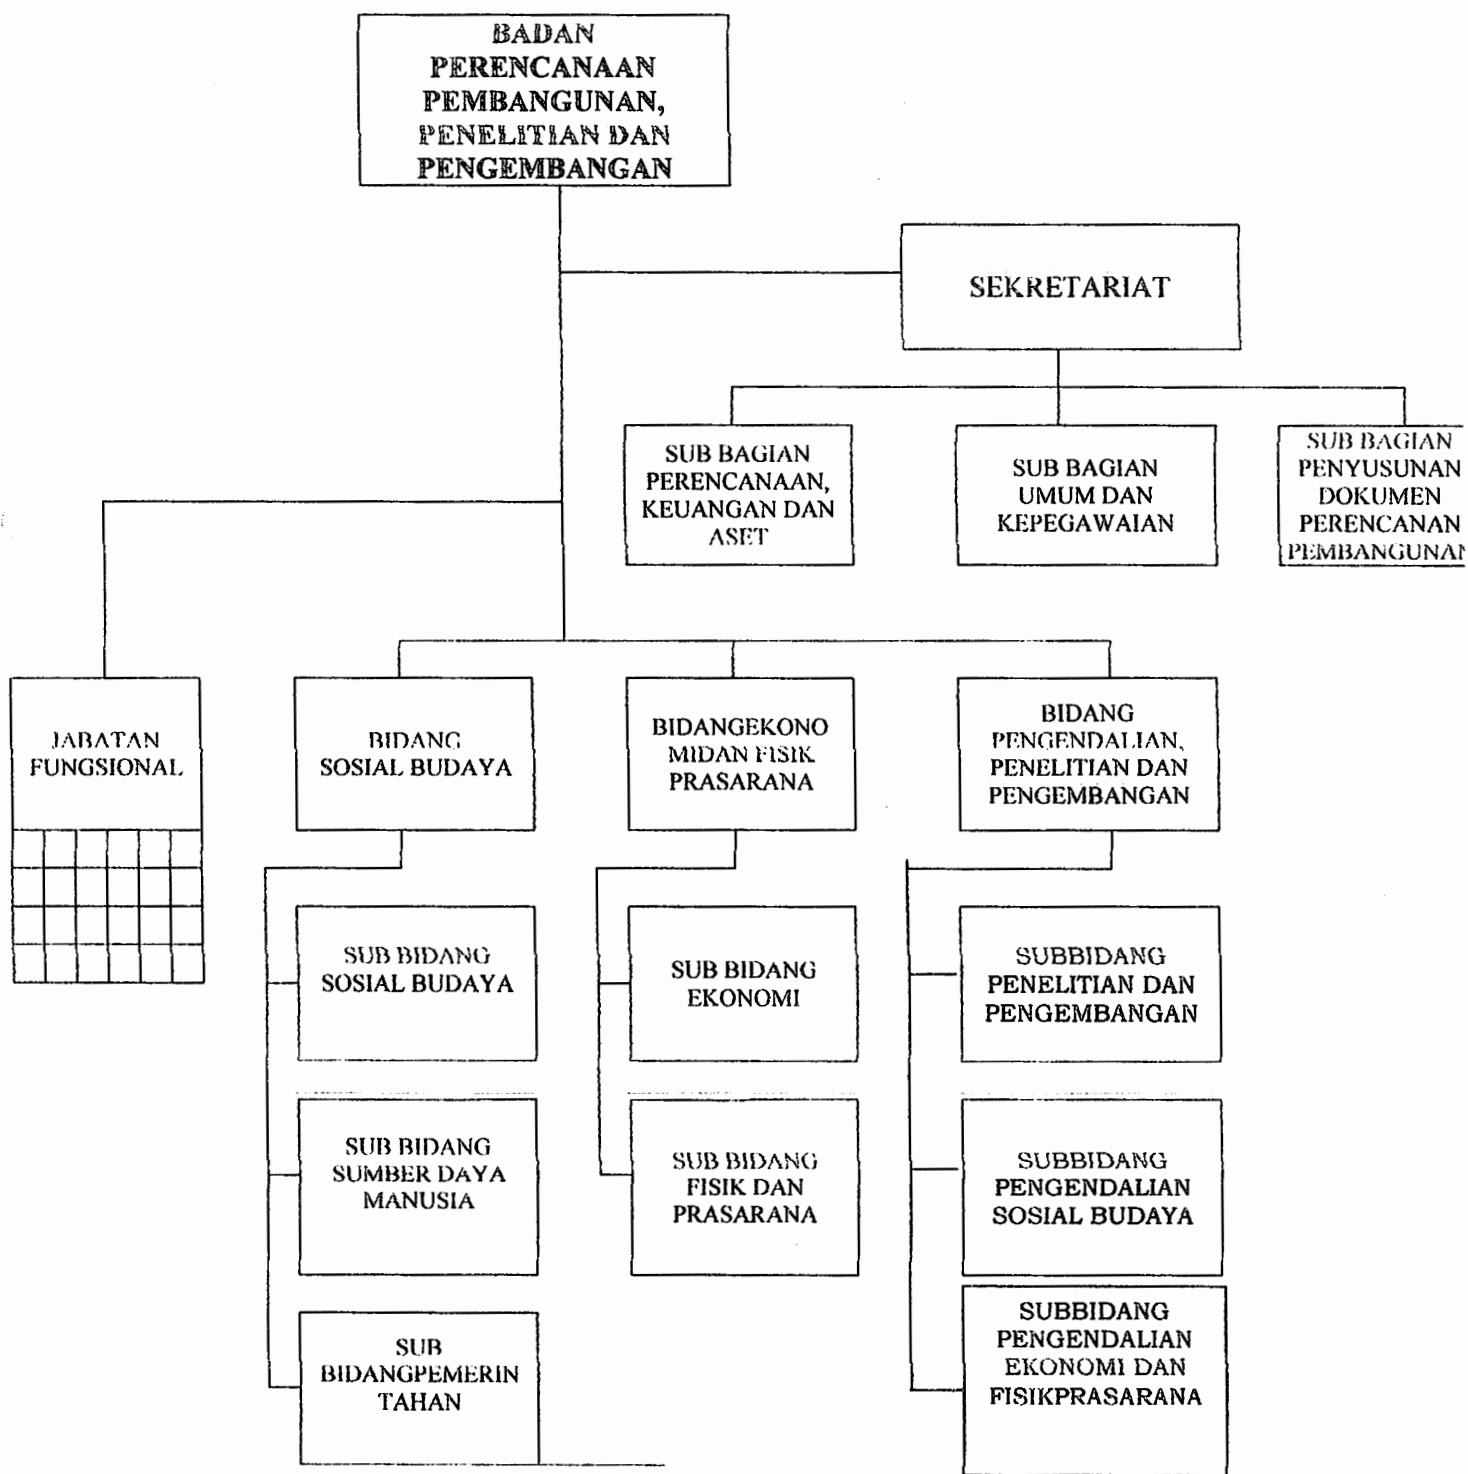 BADAN
PERENCANAAN
PEMBANGUNAN,
PENELITIAN DAN
PENGEMBANGAN
SEKRETARIAT
SUB BAGIAN
PERENCANAAN,
KEUANGAN DAN
ASET
SUB BAGIAN
UMUM DAN
KEPEGAWAIAN
SUB BAGIAN
PENYUSUNAN
DOKUMEN
PERENCANAN
PEMBANGUNAN
JABATAN
FUNGSIONAL
BIDANG
SOSIAL BUDAYA
BIDANGEKONO
MIDAN FISIK
PRASARANA
BIDANG
PENGENDALIAN,
PENELITIAN DAN
PENGEMBANGAN
SUB BIDANG
SOSIAL BUDAYA
SUB BIDANG
EKONOMI
SUBBIDANG
PENELITIAN DAN
PENGEMBANGAN
SUB BIDANG
SUMBER DAYA
MANUSIA
SUB BIDANG
FISIK DAN
PRASARANA
SUBBIDANG
PENGENDALIAN
SOSIAL BUDAYA
SUB
BIDANGPEMERIN
TAHAN
SUBBIDANG
PENGENDALIAN
EKONOMI DAN
FISIKPRASARANA